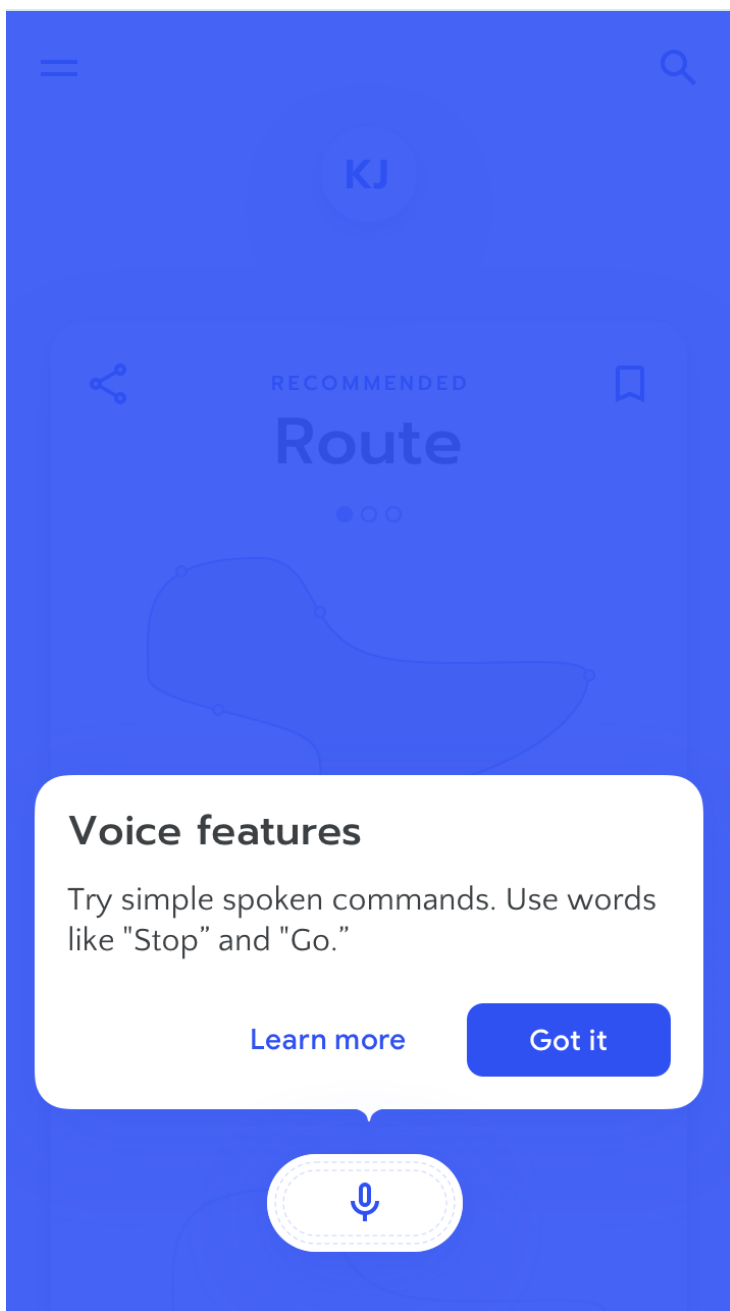 KJ
RECOMMENDED
Route
Voice features
Try simple spoken commands. Use words
like "Stop” and "Go.”
Learn more
Got it